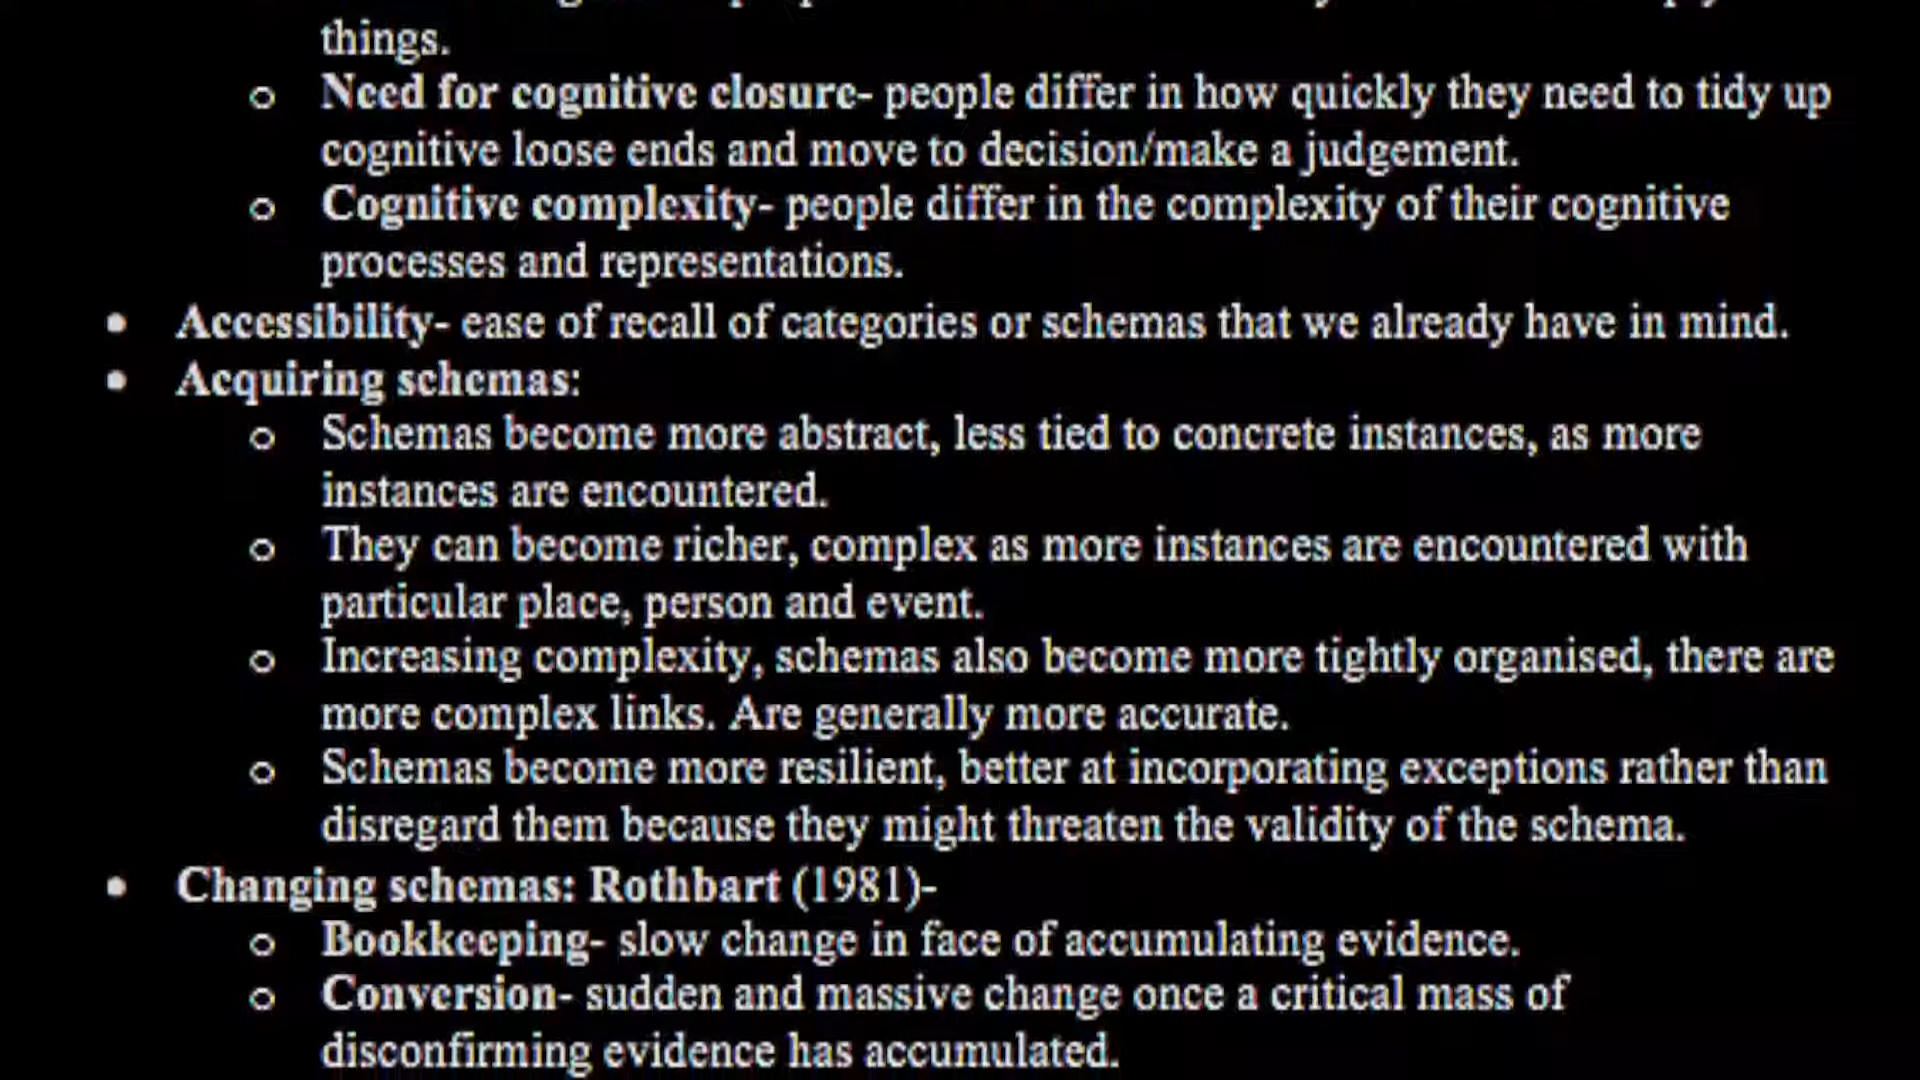 things.
o Need for cognitive closure- people differ in how quickly they need to tidy up
cognitive loose ends and move to decision/make a judgement.
o Cognitive complexity- people differ in the complexity of their cognitive
processes and representations.
• Accessibility- ease of recall of categories or schemas that we already have in mind.
• Acquiring schemas:
o Schemas become more abstract, less tied to concrete instances, as more
instances are encountered.
o They can become richer, complex as more instances are encountered with
particular place, person and event.
o Increasing complexity, schemas also become more tightly organised, there are
more complex links. Are generally more accurate.
o Schemas become more resilient, better at incorporating exceptions rather than
disregard them because they might threaten the validity of the schema.
• Changing schemas: Rothbart (1981)-
o Bookkeeping- slow change in face of accumulating evidence.
o Conversion- sudden and massive change once a critical mass of
disconfirming evidence has accumulated.